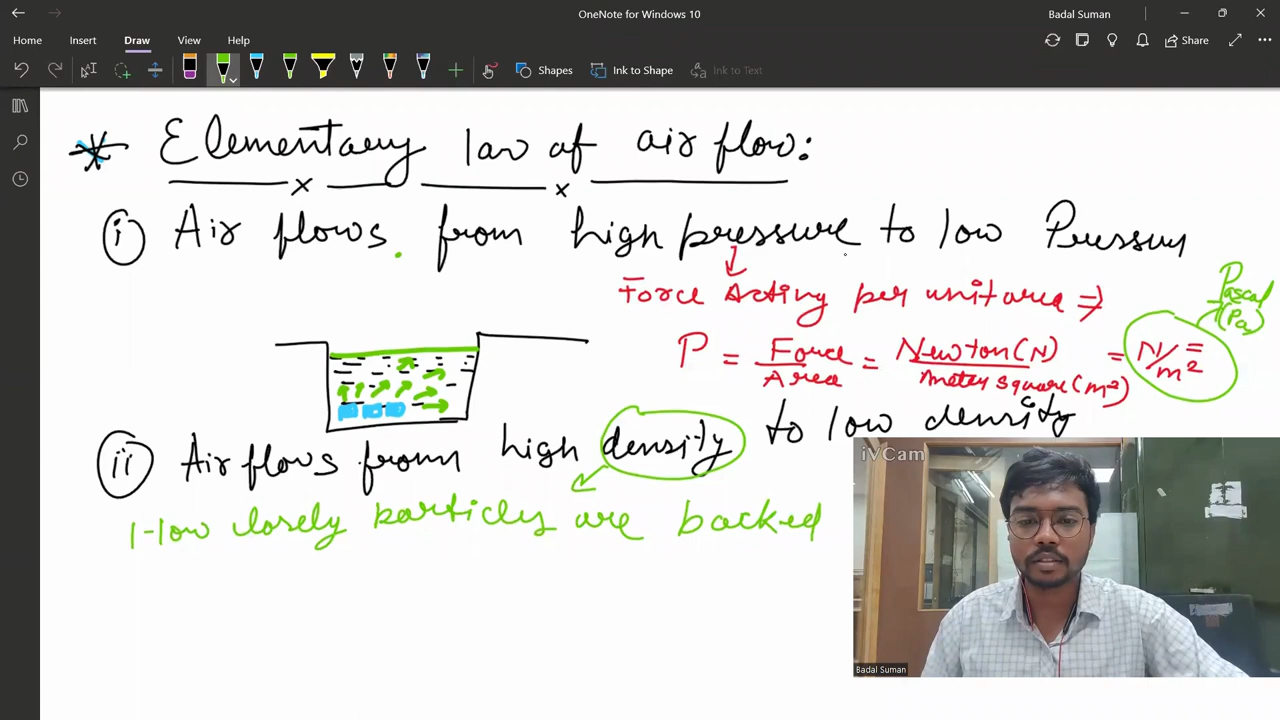 OneNote for Windows 10
Badal Suman
Home Insert Draw View Help
Share
Shapes Ink to Shape Ink to Text
Elementary law of air flow:
i) Air flows from high pressure to low Pressure
Force Acting per unit area ⇒
Pascal
(Pa)
P = Force/Area = Newton(N)/meter square(m²) = N/m²
ii) Air flows from high density to low density
How closely particles are packed
iVCam
Badal Suman